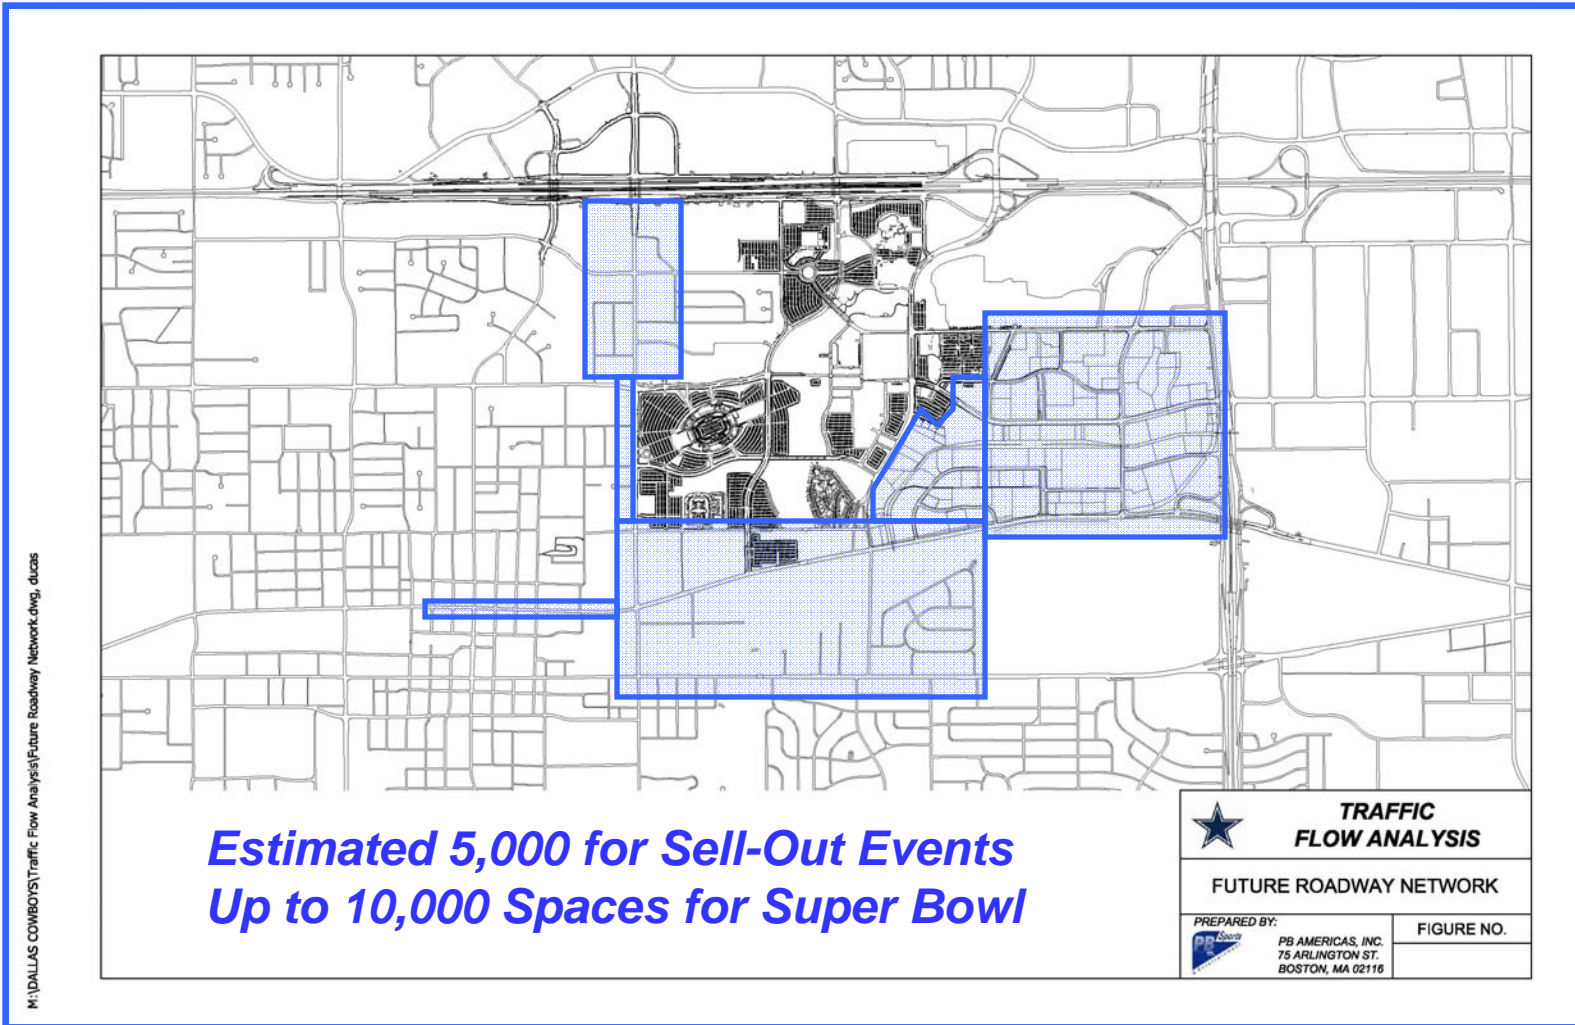 M:\DALLAS COWBOYS\Traffic Flow Analysis\Future Roadway Network.dwg, ducas
Estimated 5,000 for Sell-Out Events
Up to 10,000 Spaces for Super Bowl
TRAFFIC
FLOW ANALYSIS
FUTURE ROADWAY NETWORK
PREPARED BY:
PB
Sports
PB AMERICAS, INC.
75 ARLINGTON ST.
BOSTON, MA 02116
FIGURE NO.